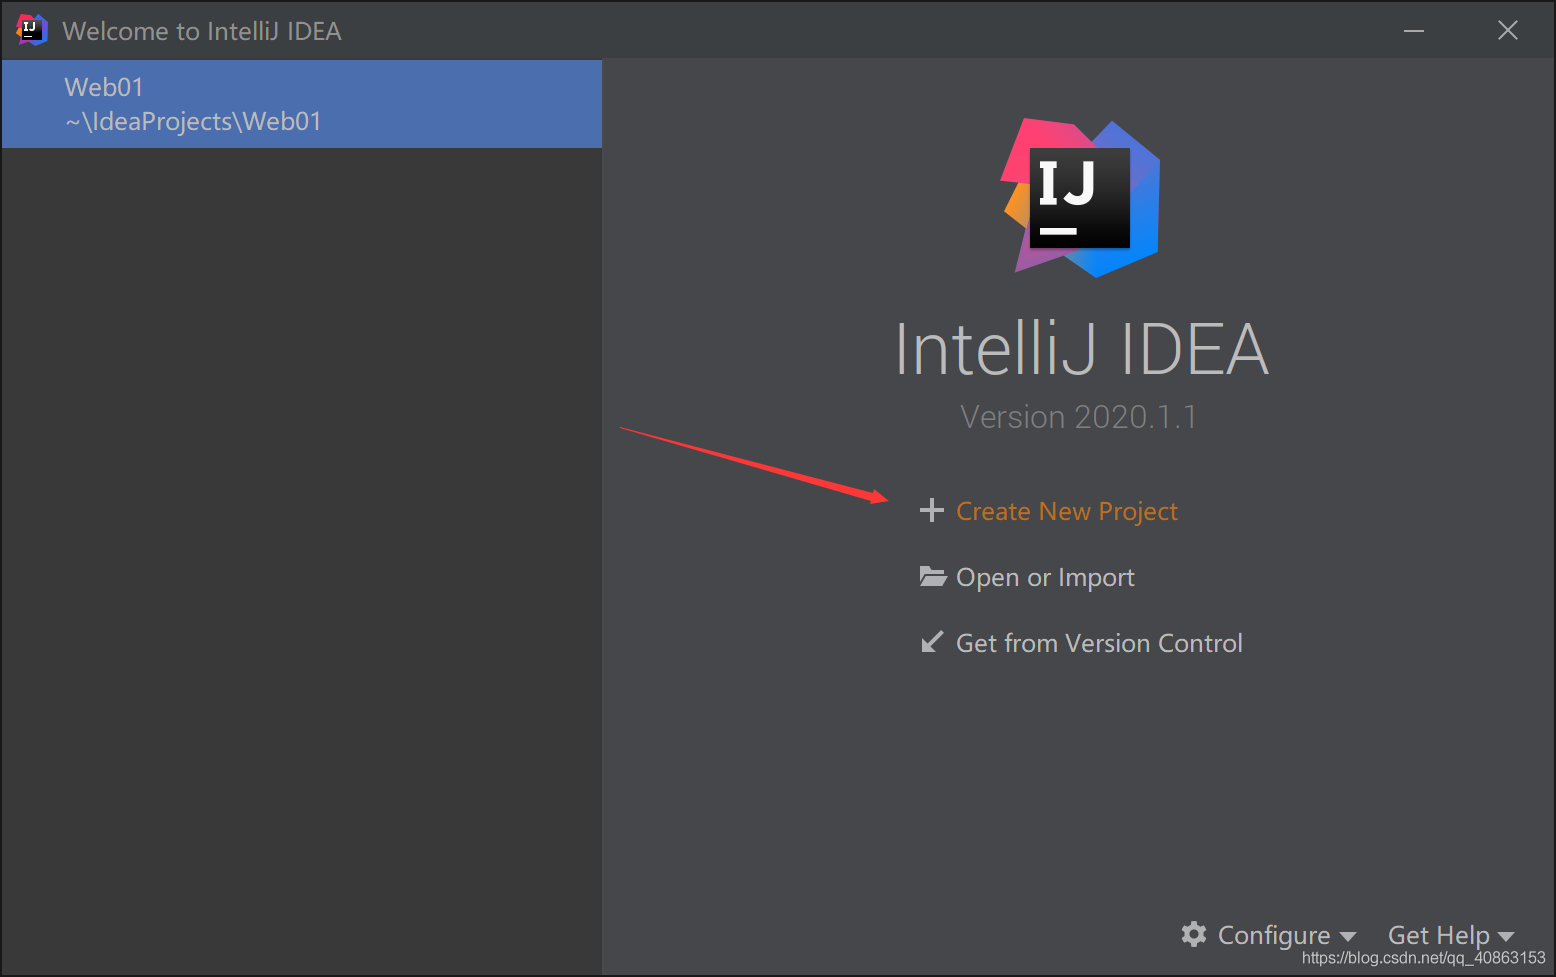 Welcome to IntelliJ IDEA
Web01
~\IdeaProjects\Web01
IJ
IntelliJ IDEA
Version 2020.1.1
Create New Project
Open or Import
Get from Version Control
Configure
Get Help
https://blog.csdn.net/qq_40863153